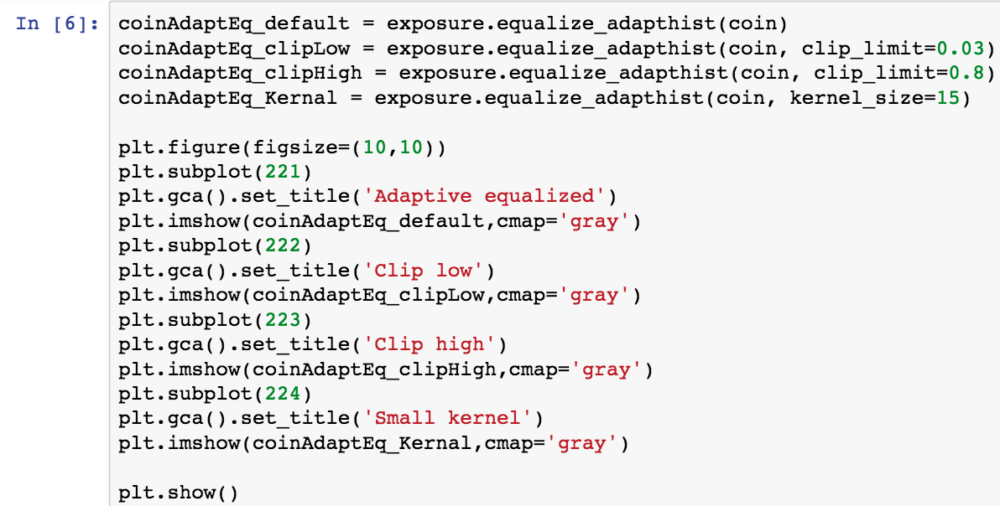 In [6]: coinAdaptEq_default = exposure.equalize_adapthist(coin)
coinAdaptEq_clipLow = exposure.equalize_adapthist(coin, clip_limit=0.03)
coinAdaptEq_clipHigh = exposure.equalize_adapthist(coin, clip_limit=0.8)
coinAdaptEq_Kernal = exposure.equalize_adapthist(coin, kernel_size=15)
plt.figure(figsize=(10,10))
plt.subplot(221)
plt.gca().set_title('Adaptive equalized')
plt.imshow(coinAdaptEq_default,cmap='gray')
plt.subplot(222)
plt.gca().set_title('Clip low')
plt.imshow(coinAdaptEq_clipLow,cmap='gray')
plt.subplot(223)
plt.gca().set_title('Clip high')
plt.imshow(coinAdaptEq_clipHigh,cmap='gray')
plt.subplot(224)
plt.gca().set_title('Small kernel')
plt.imshow(coinAdaptEq_Kernal,cmap='gray')
plt.show()